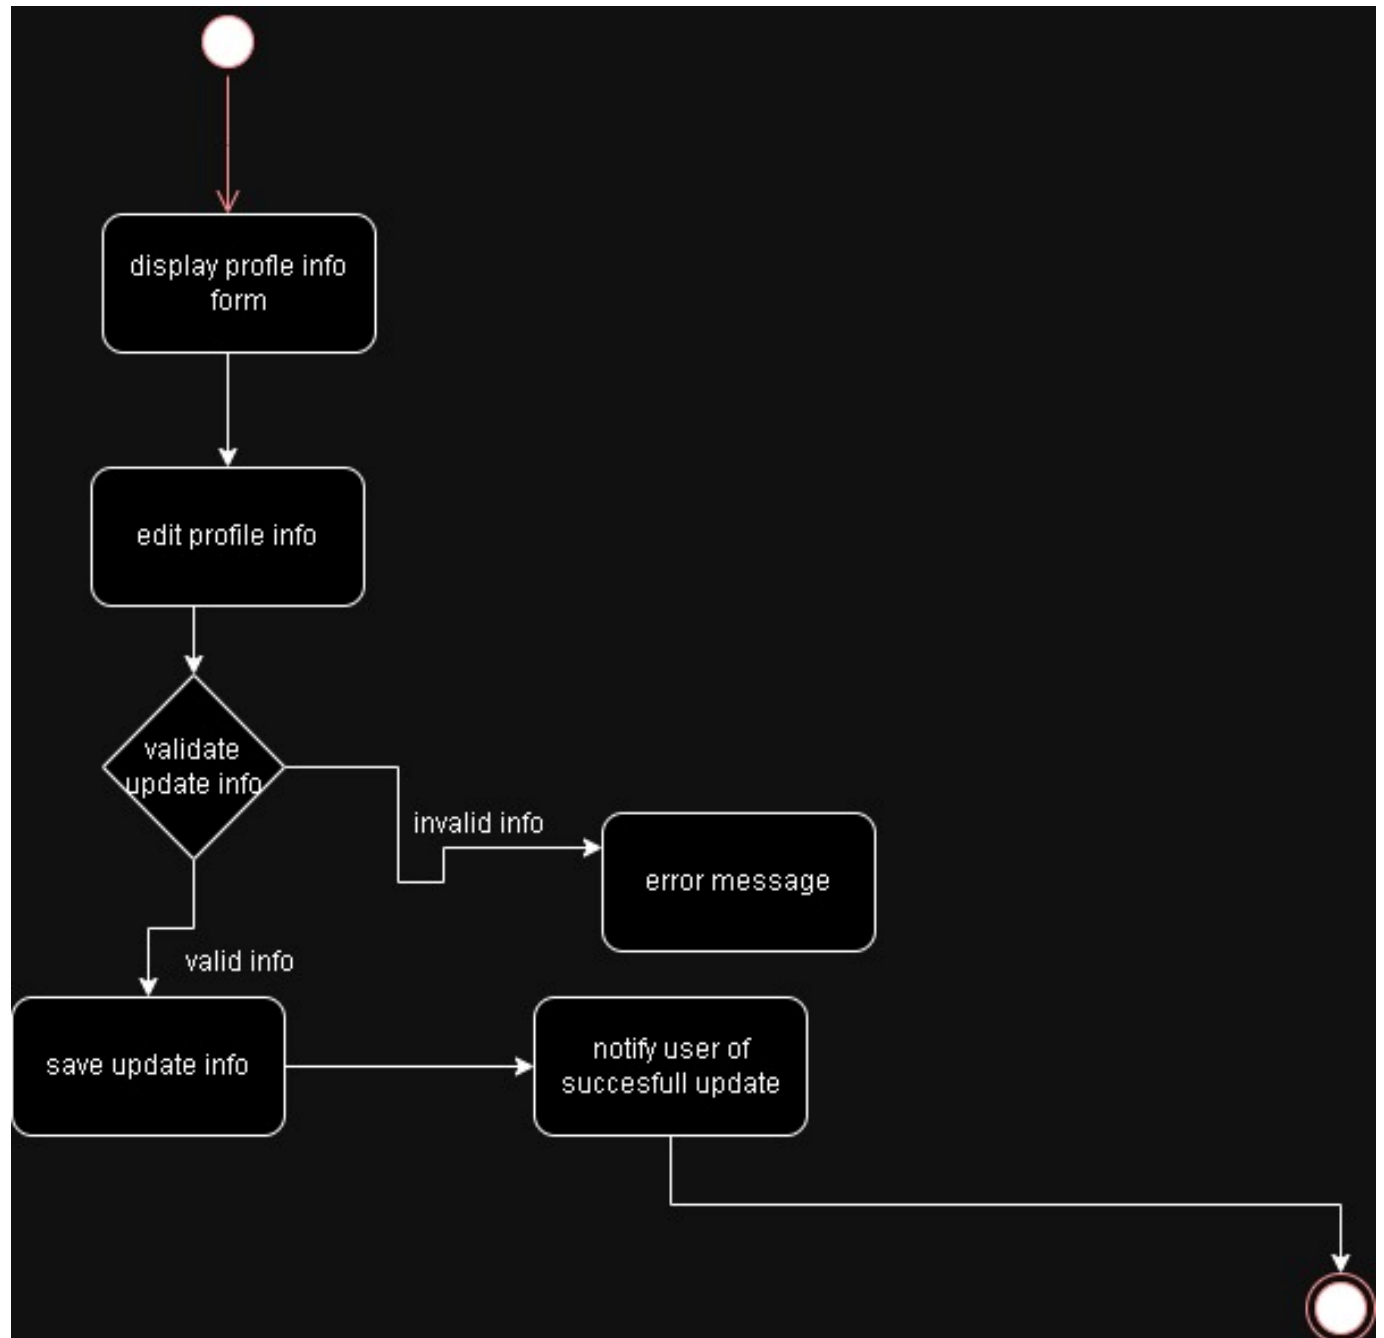 display profle info
form
edit profile info
validate
update info
invalid info
error message
valid info
save update info
notify user of
succesfull update